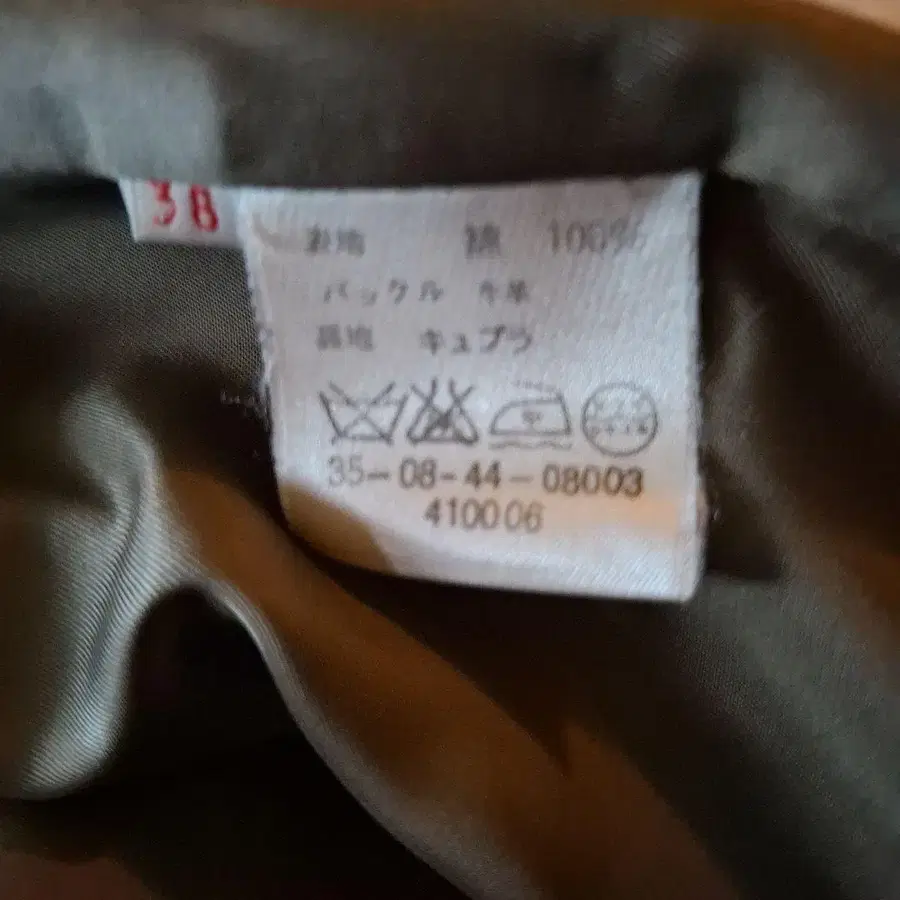 38
表地 綿 100%
バックル 牛革
裏地 キュプラ
35-08-44-08003
410006